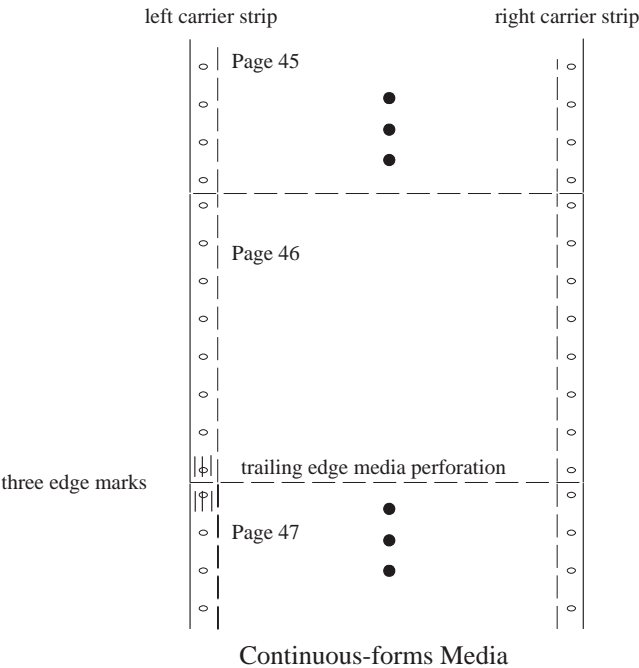 left carrier strip
right carrier strip
Page 45
Page 46
trailing edge media perforation
three edge marks
Page 47
Continuous-forms Media